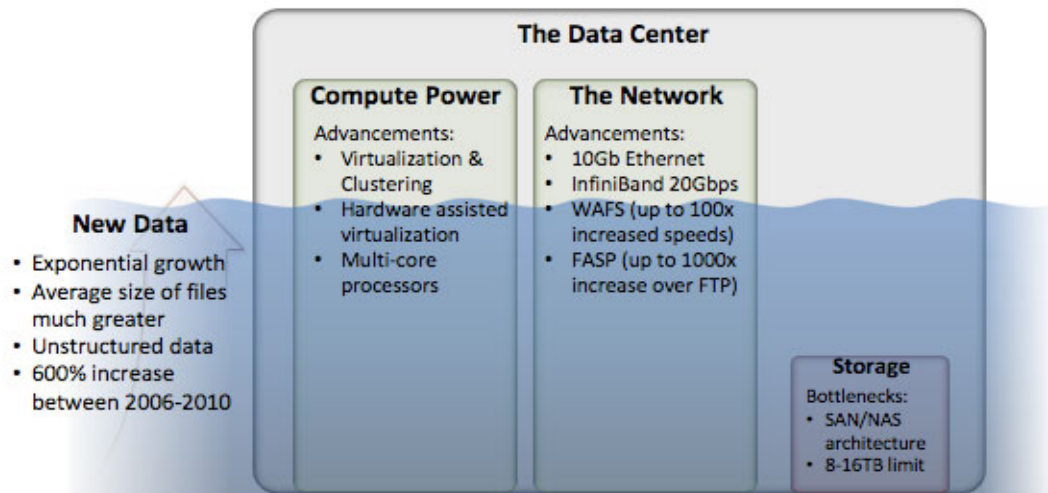 The Data Center
Compute Power
Advancements:
• Virtualization &
Clustering
• Hardware assisted
virtualization
• Multi-core
processors
The Network
Advancements:
• 10Gb Ethernet
• InfiniBand 20Gbps
• WAFS (up to 100x
increased speeds)
• FASP (up to 1000x
increase over FTP)
New Data
• Exponential growth
• Average size of files
much greater
• Unstructured data
• 600% increase
between 2006-2010
Storage
Bottlenecks:
• SAN/NAS
architecture
• 8-16TB limit